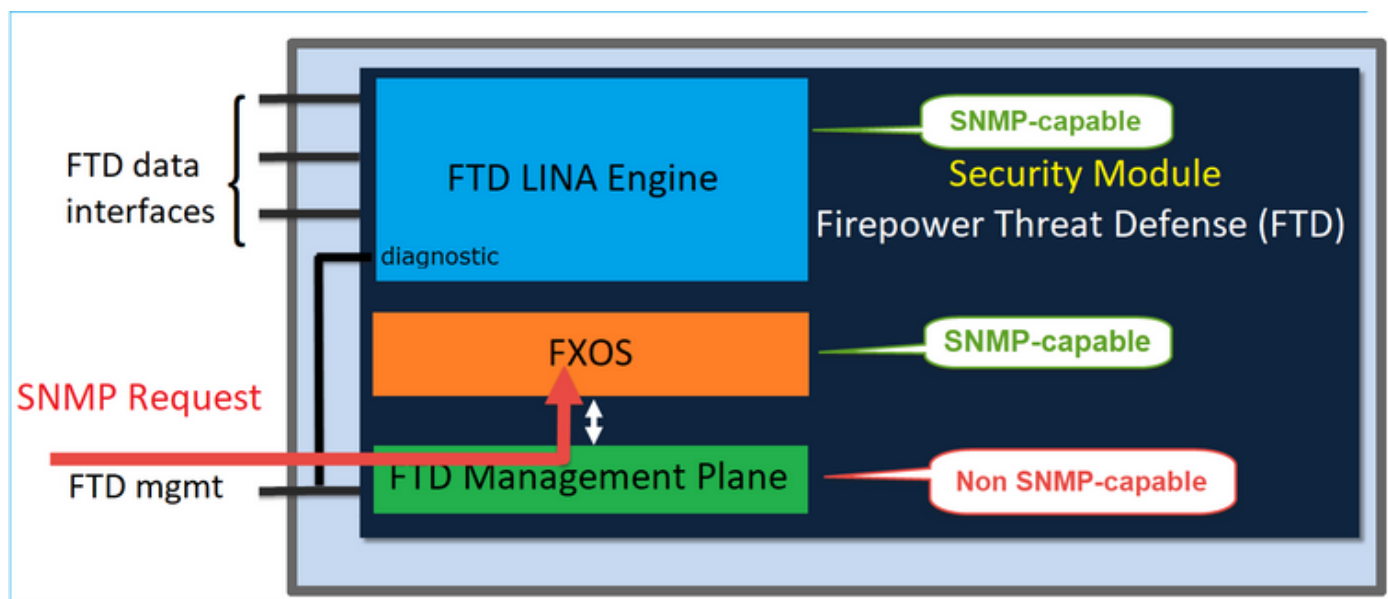 SNMP-capable
FTD data
interfaces
FTD LINA Engine
Security Module
Firepower Threat Defense (FTD)
diagnostic
FXOS
SNMP-capable
SNMP Request
FTD mgmt
FTD Management Plane
Non SNMP-capable